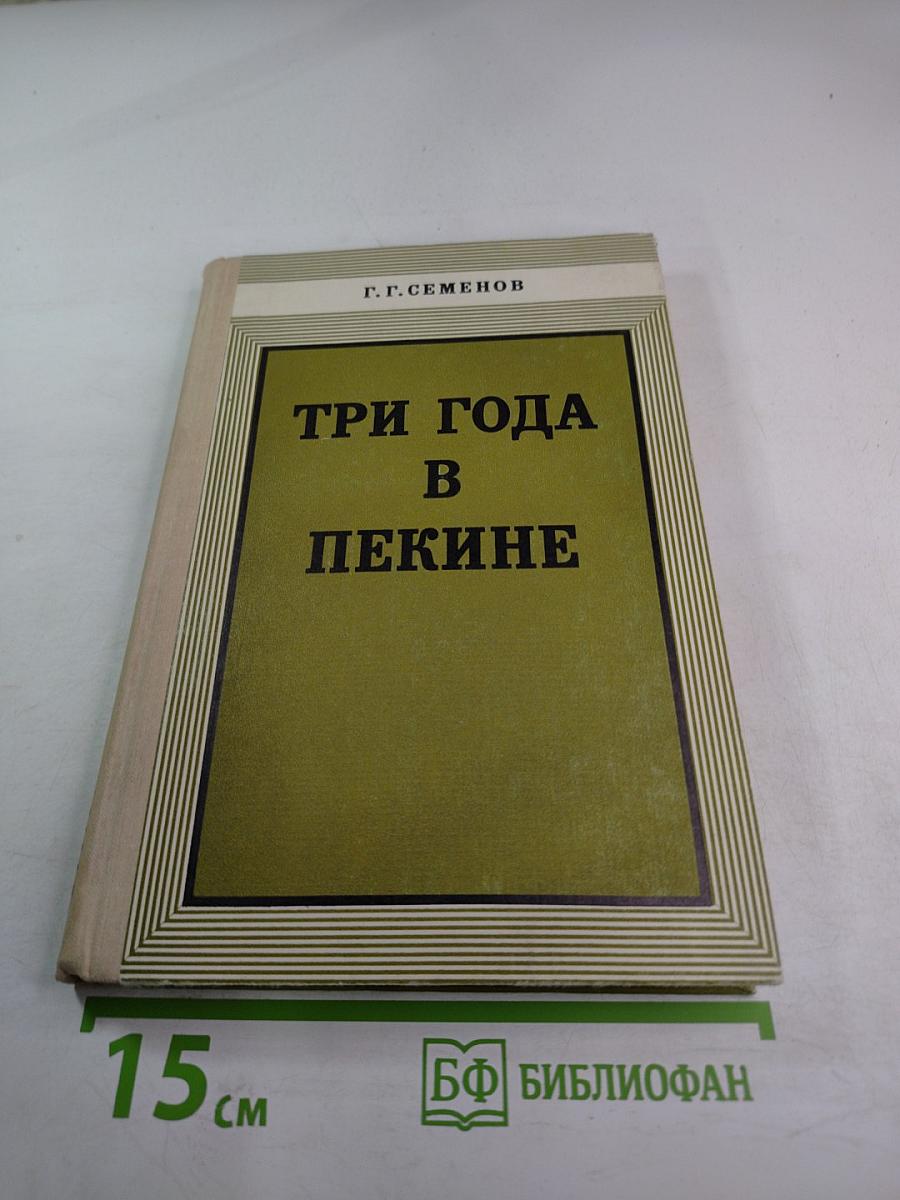 Г. Г. СЕМЕНОВ
ТРИ ГОДА
В
ПЕКИНЕ
15 см
БФ БИБЛИОФАН